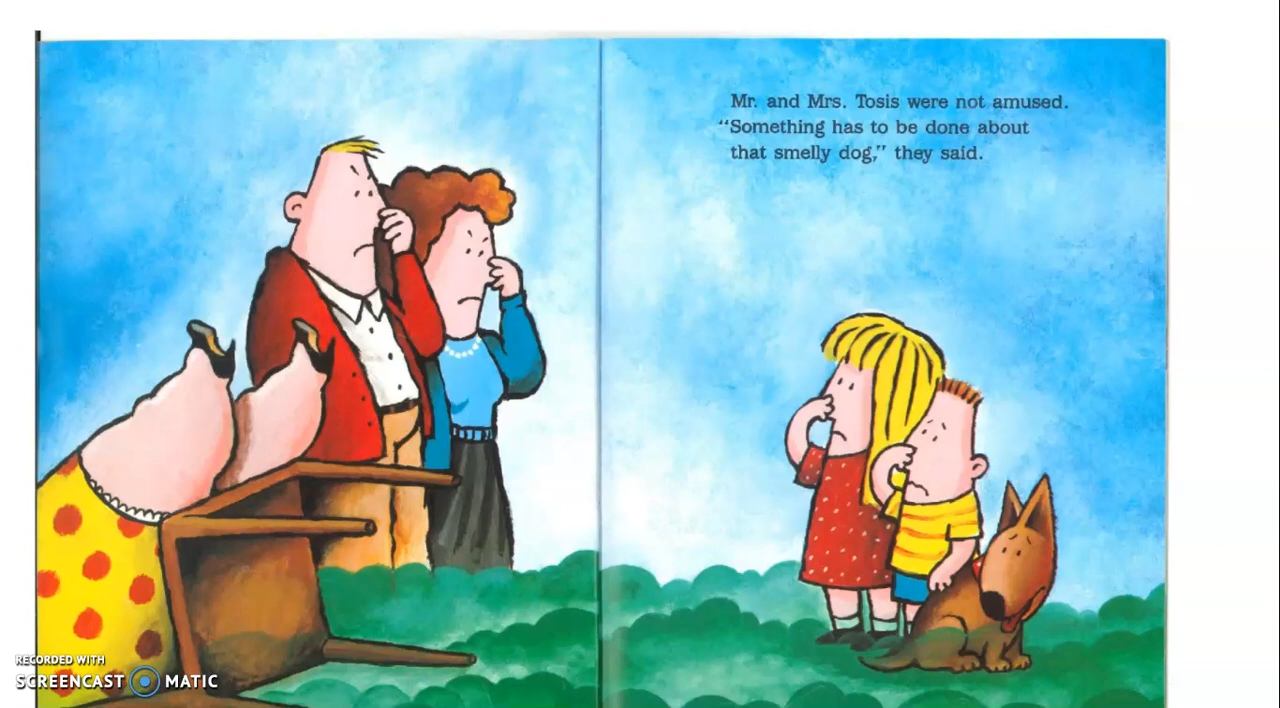 Mr. and Mrs. Tosis were not amused.
“Something has to be done about
that smelly dog,” they said.
RECORDED WITH
SCREENCAST MATIC